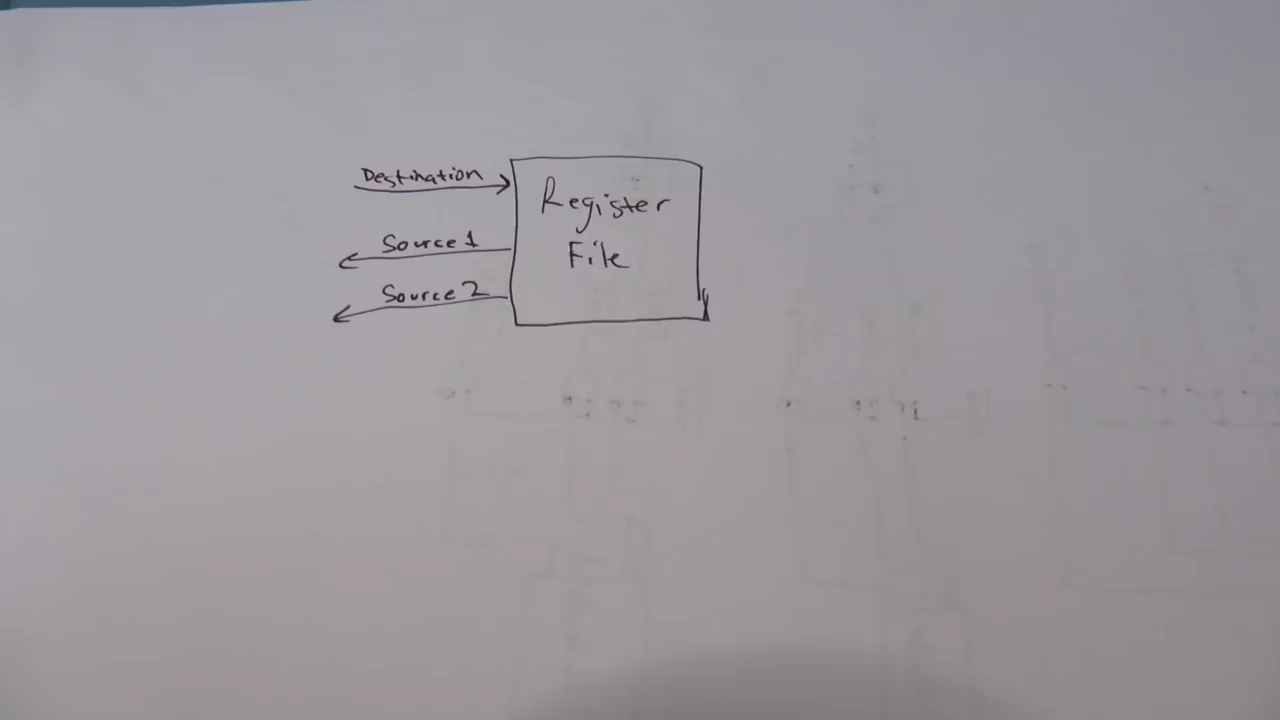 Destination
Register
File
Source 1
Source 2